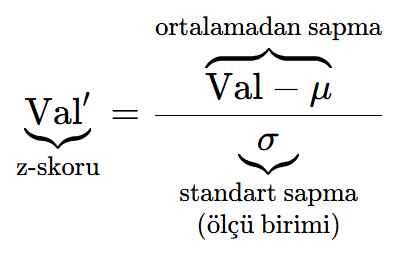 ortalamadan sapma
Val − μ
Val′ =
z-skoru
σ
standart sapma
(ölçü birimi)